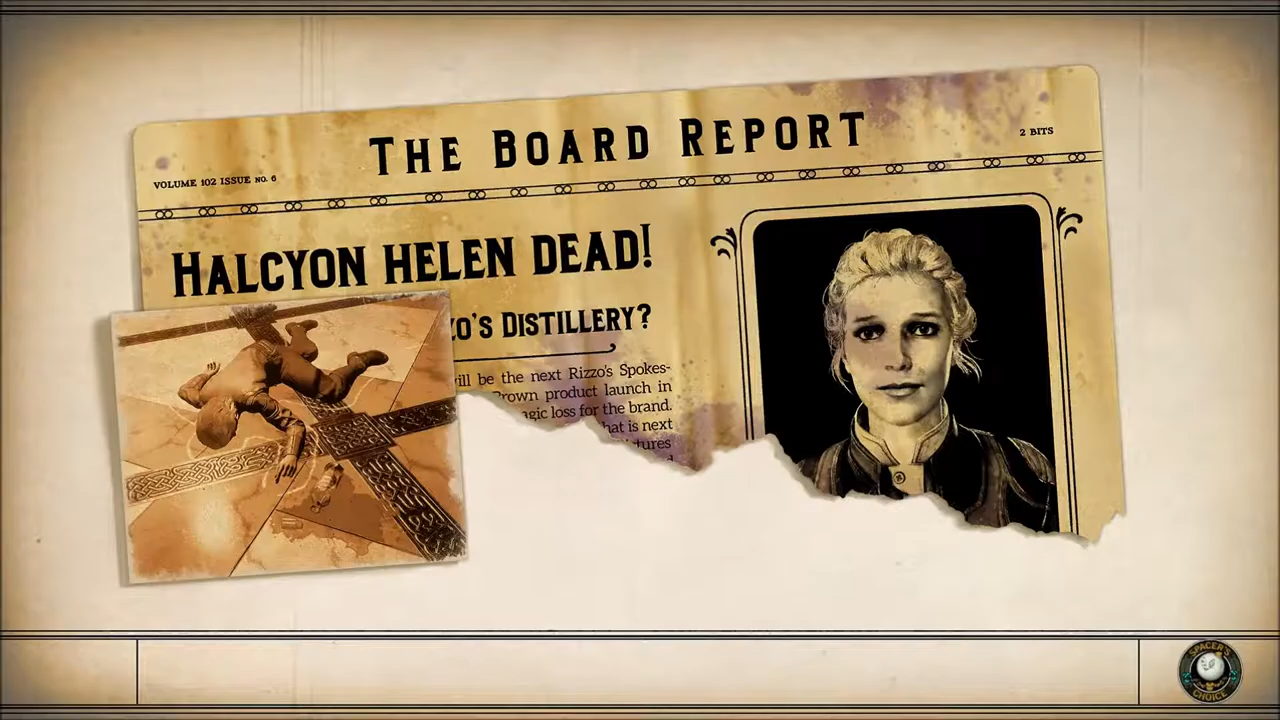 THE BOARD REPORT
VOLUME 102 ISSUE NO. 6
2 BITS
HALCYON HELEN DEAD!
ZO'S DISTILLERY?
will be the next Rizzo's Spokes-
Brown product launch in
agic loss for the brand.
hat is next
tures
SPACER'S
CHOICE